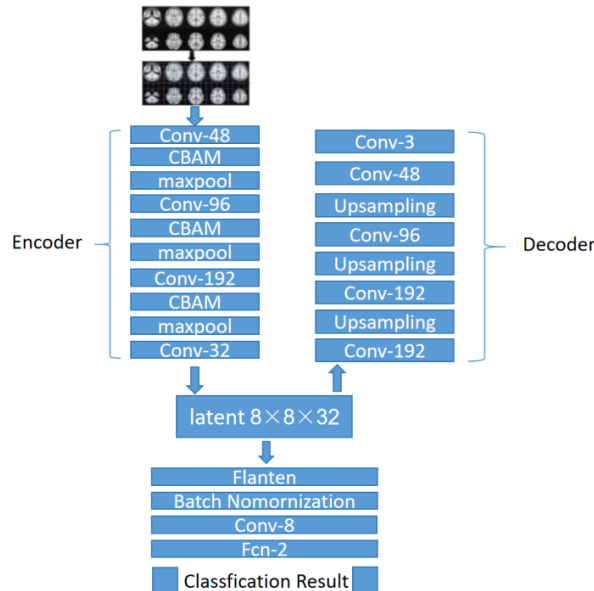 Encoder
Conv-48
CBAM
maxpool
Conv-96
CBAM
maxpool
Conv-192
CBAM
maxpool
Conv-32
Conv-3
Conv-48
Upsampling
Conv-96
Upsampling
Conv-192
Upsampling
Conv-192
Decoder
latent 8×8×32
Flanten
Batch Nomornization
Conv-8
Fcn-2
Classfication Result